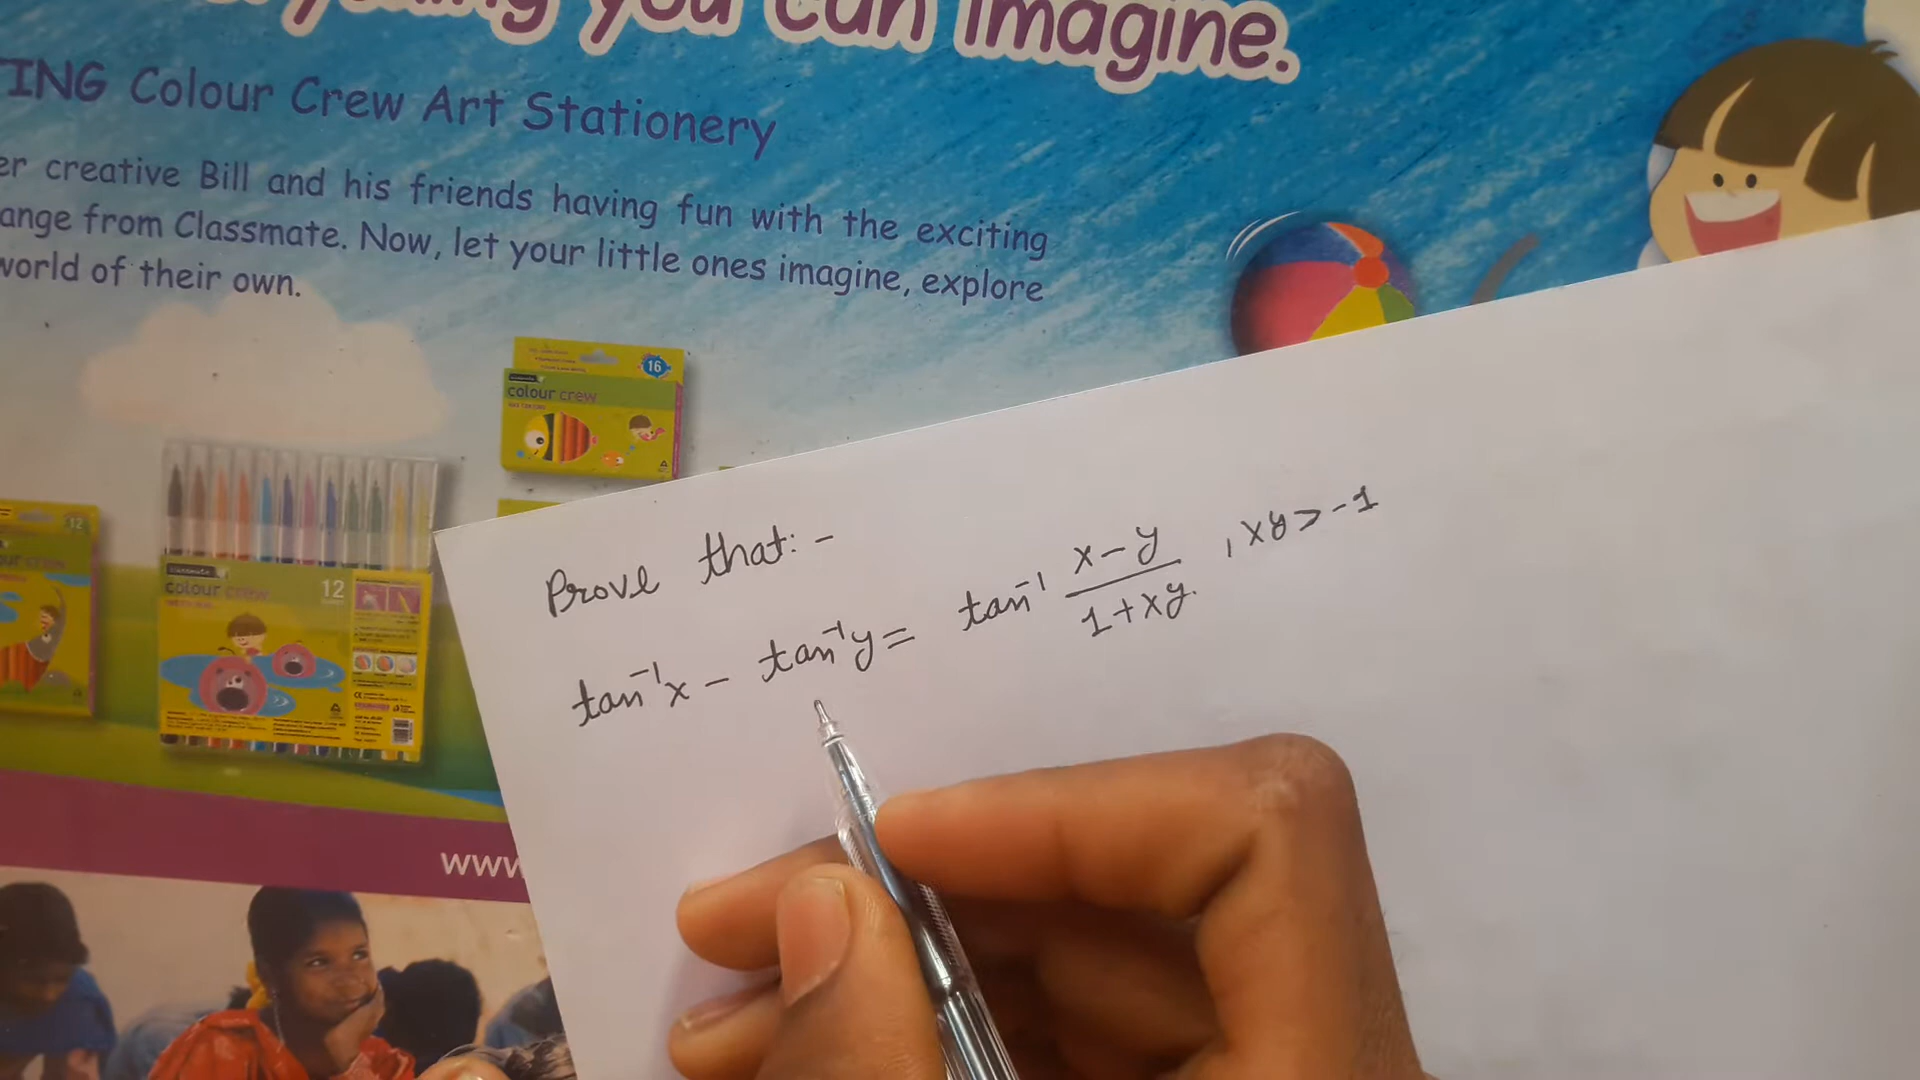 rything you can imagine.
ING Colour Crew Art Stationery
er creative Bill and his friends having fun with the exciting
ange from Classmate. Now, let your little ones imagine, explore
world of their own.
16
colour crew
12
colour crew
12
Prove that:-
tan⁻¹x - tan⁻¹y = tan⁻¹ (x-y)/(1+xy) , xy > -1
www